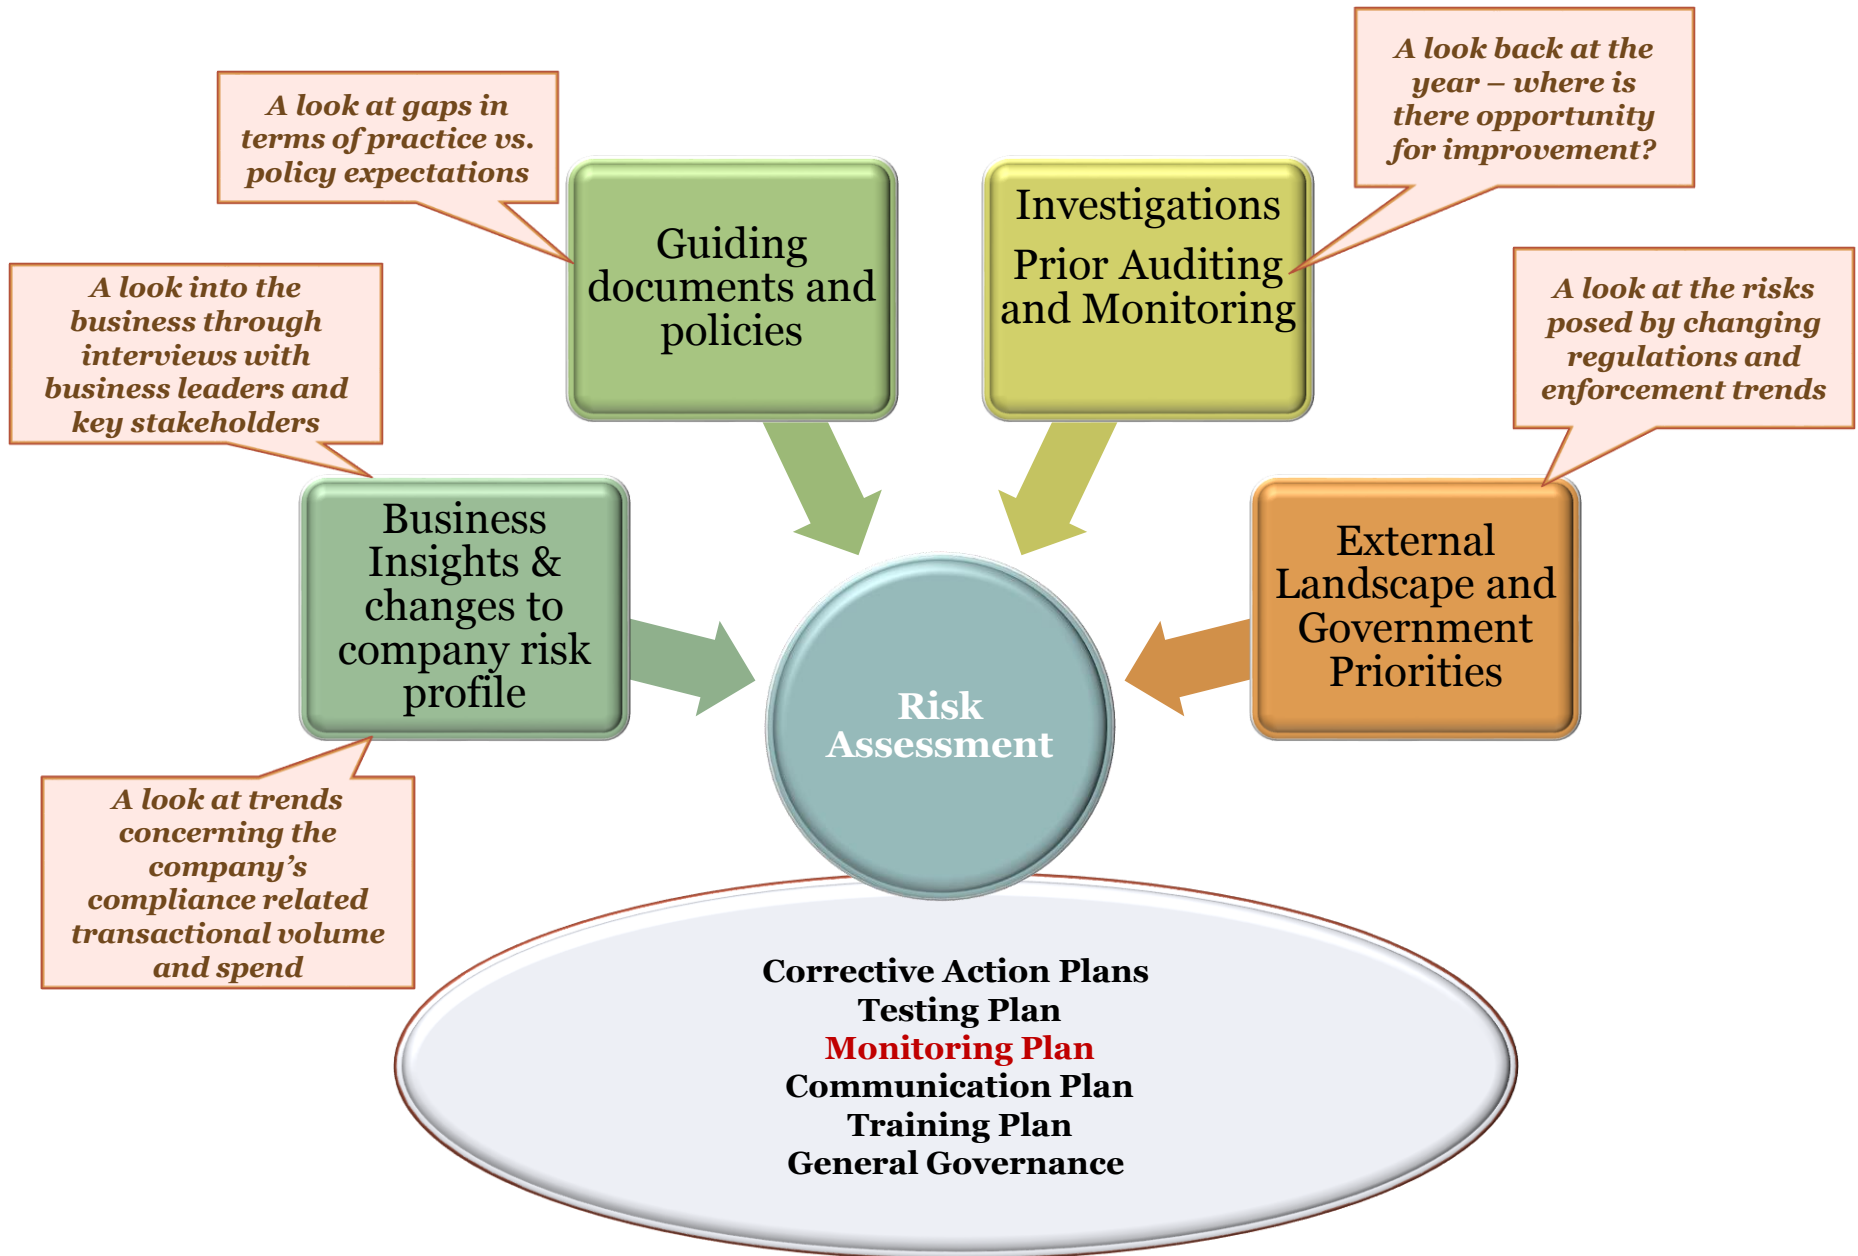 A look back at the
year – where is
there opportunity
for improvement?
A look at gaps in
terms of practice vs.
policy expectations
Investigations
Prior Auditing
and Monitoring
Guiding
documents and
policies
A look into the
business through
interviews with
business leaders and
key stakeholders
A look at the risks
posed by changing
regulations and
enforcement trends
Business
Insights &
changes to
company risk
profile
External
Landscape and
Government
Priorities
Risk
Assessment
A look at trends
concerning the
company’s
compliance related
transactional volume
and spend
Corrective Action Plans
Testing Plan
Monitoring Plan
Communication Plan
Training Plan
General Governance